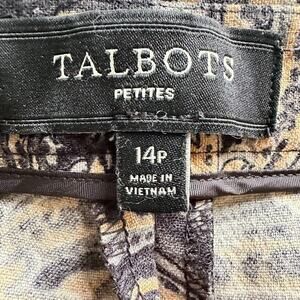 TALBOTS
PETITES
14P
MADE IN
VIETNAM